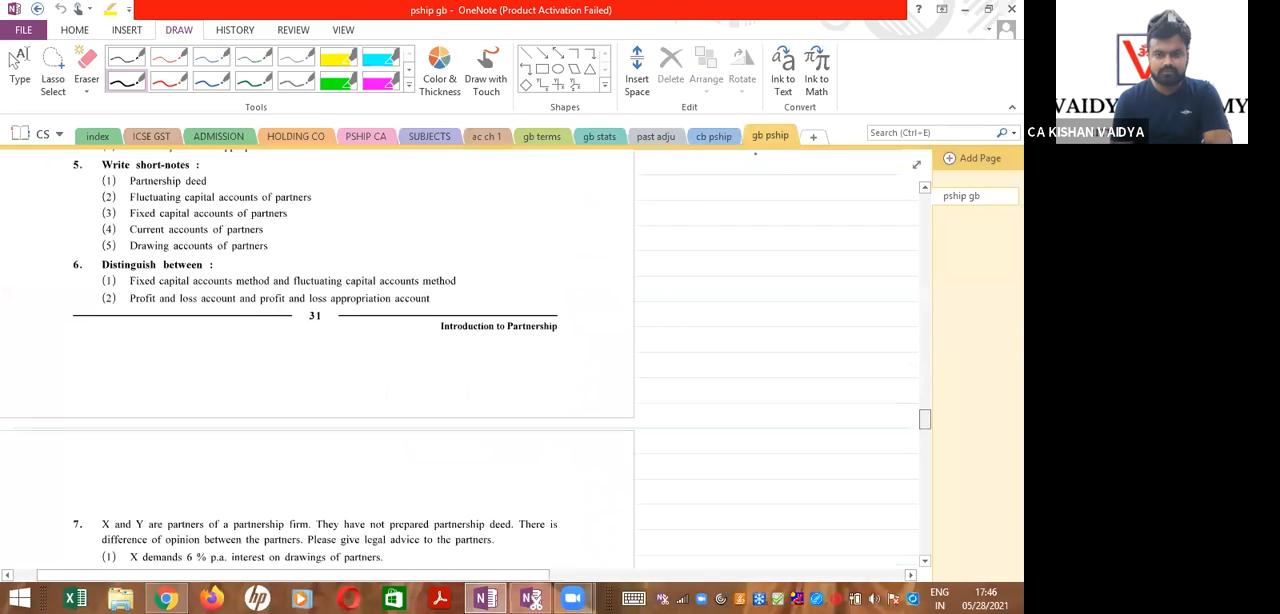 pship gb - OneNote (Product Activation Failed)
FILE HOME INSERT DRAW HISTORY REVIEW VIEW
Type
Lasso Select
Eraser
Color & Thickness
Draw with Touch
Insert Space
Delete
Arrange
Rotate
Ink to Text
Ink to Math
Tools Shapes Edit Convert
CS index ICSE GST ADMISSION HOLDING CO PSHIP CA SUBJECTS ac ch 1 gb terms gb stats past adju cb pship gb pship
Search (Ctrl+E)
Add Page
pship gb
VAIDY MY
CA KISHAN VAIDYA
5. Write short-notes :
(1) Partnership deed
(2) Fluctuating capital accounts of partners
(3) Fixed capital accounts of partners
(4) Current accounts of partners
(5) Drawing accounts of partners
6. Distinguish between :
(1) Fixed capital accounts method and fluctuating capital accounts method
(2) Profit and loss account and profit and loss appropriation account
31
Introduction to Partnership
7. X and Y are partners of a partnership firm. They have not prepared partnership deed. There is
difference of opinion between the partners. Please give legal advice to the partners.
(1) X demands 6 % p.a. interest on drawings of partners.
ENG 17:46
IN 05/28/2021